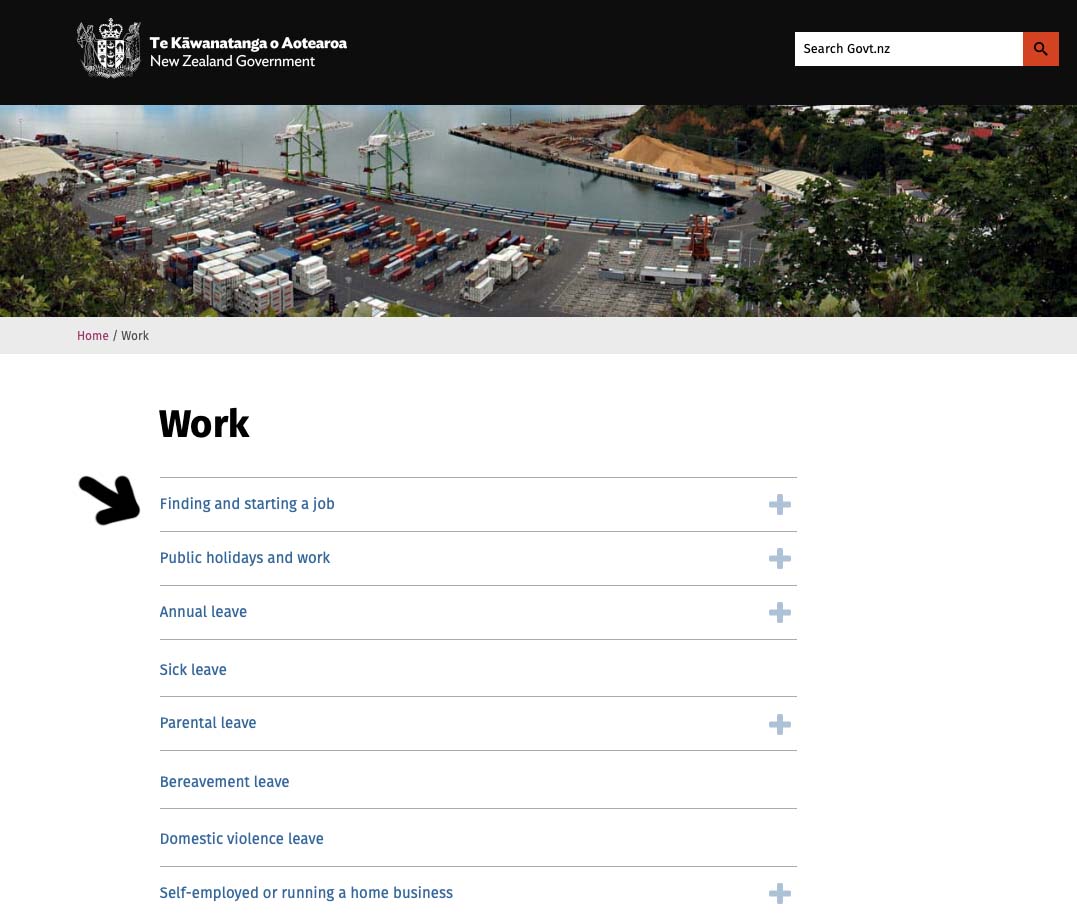 Te Kāwanatanga o Aotearoa
New Zealand Government
Search Govt.nz
Home / Work
Work
Finding and starting a job
Public holidays and work
Annual leave
Sick leave
Parental leave
Bereavement leave
Domestic violence leave
Self-employed or running a home business